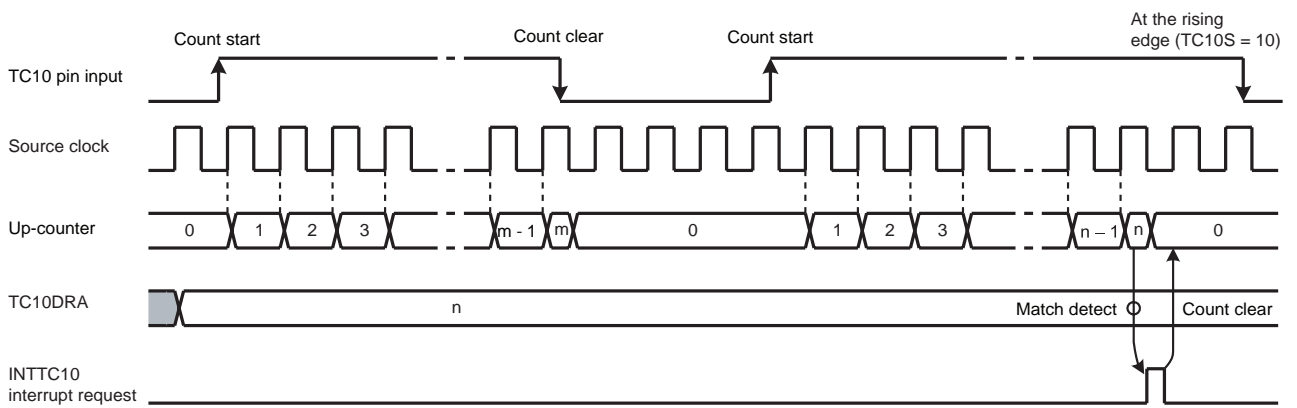 At the rising
edge (TC10S = 10)
Count start
Count clear
Count start
TC10 pin input
Source clock
Up-counter
0
1
2
3
m - 1
m
0
1
2
3
n – 1
n
0
TC10DRA
n
Match detect
Count clear
INTTC10
interrupt request